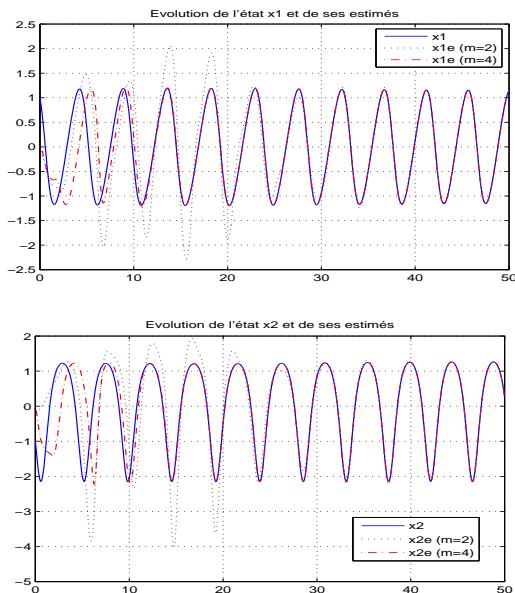 Evolution de l'état x1 et de ses estimés
2.5
2
1.5
1
0.5
0
−0.5
−1
−1.5
−2
−2.5
x1
x1e (m=2)
x1e (m=4)
0 10 20 30 40 50
Evolution de l'état x2 et de ses estimés
2
1
0
−1
−2
−3
−4
−5
x2
x2e (m=2)
x2e (m=4)
0 10 20 30 40 50